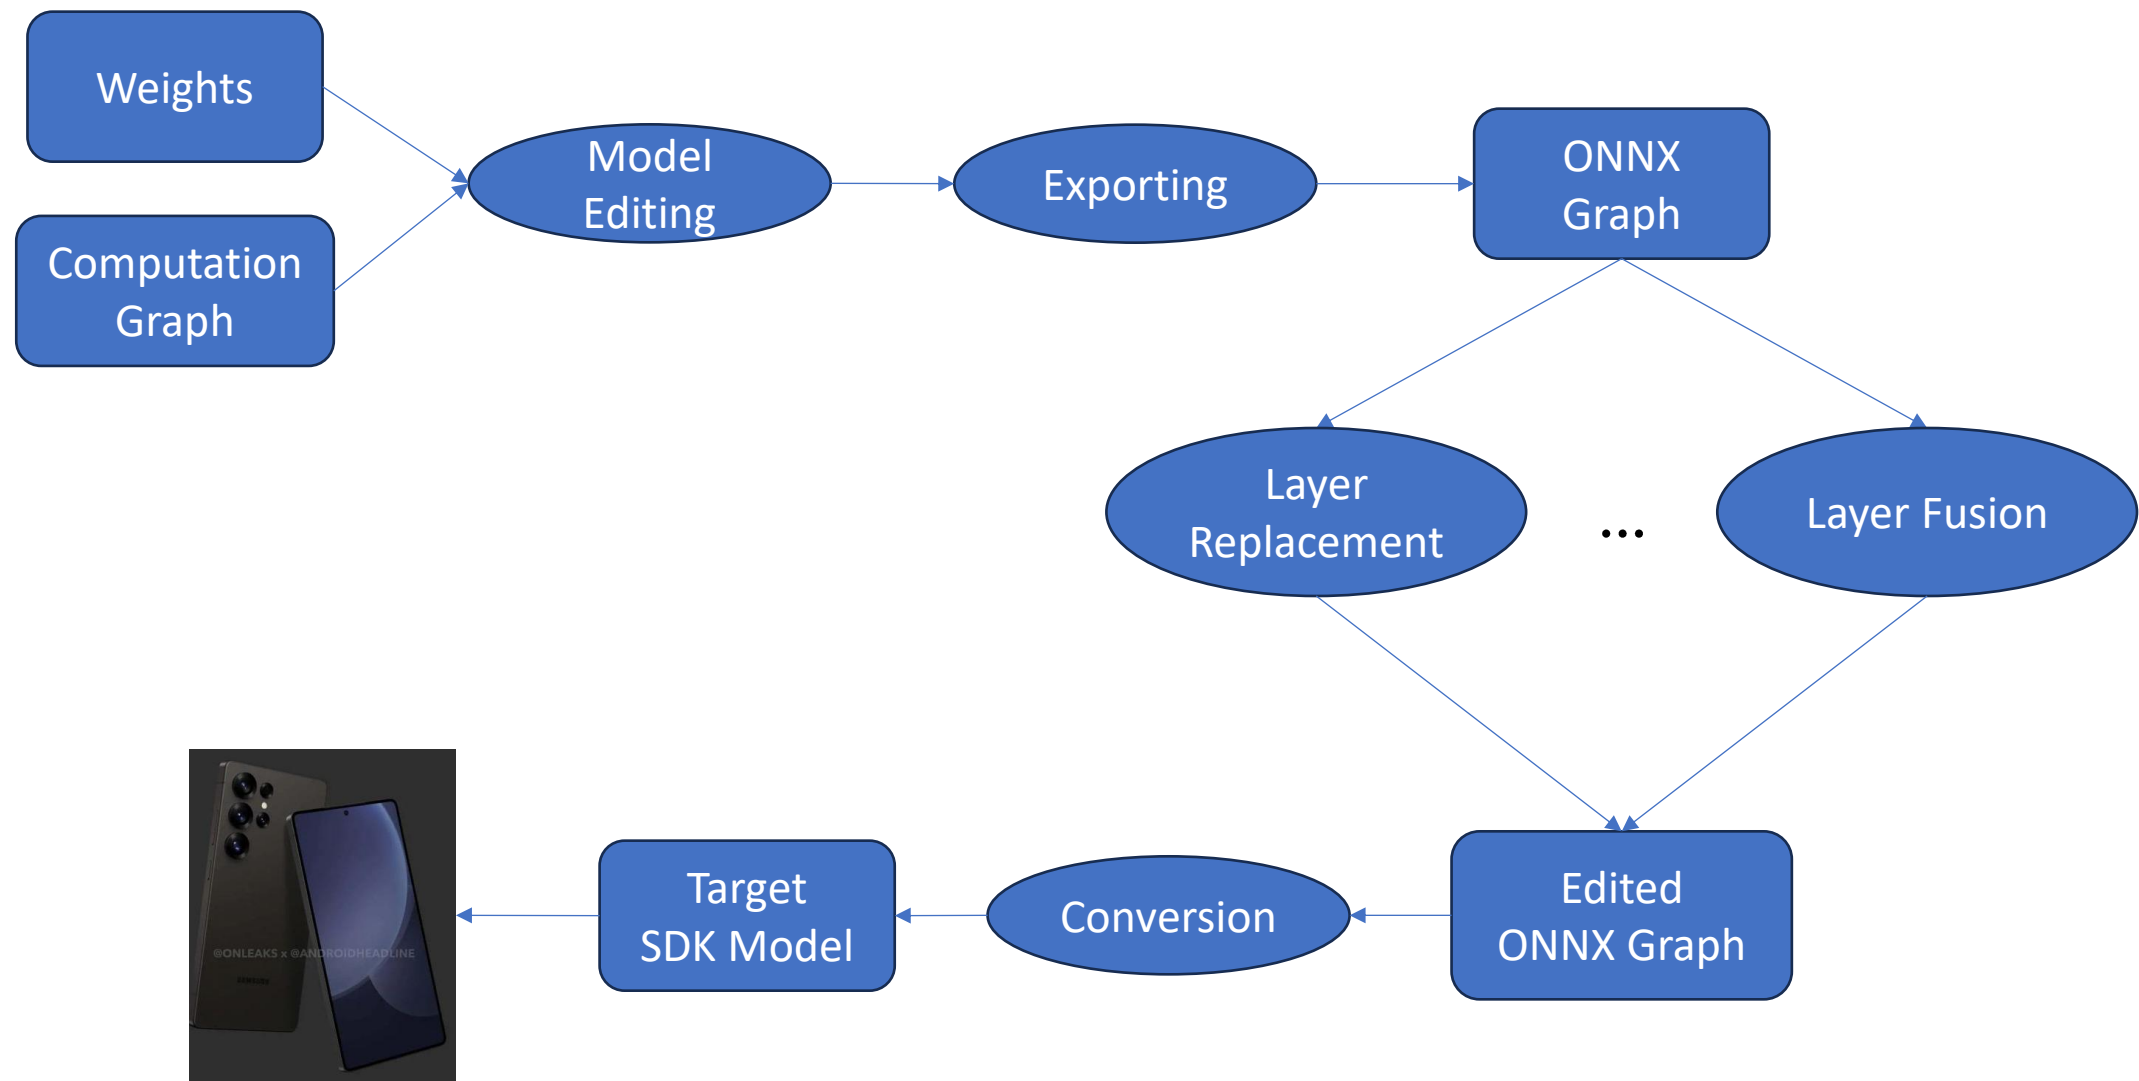 Weights
Computation
Graph
Model
Editing
Exporting
ONNX
Graph
Layer
Replacement
...
Layer Fusion
Edited
ONNX Graph
Conversion
Target
SDK Model
@ONLEAKS x @ANDROIDHEADLINE
SAMSUNG